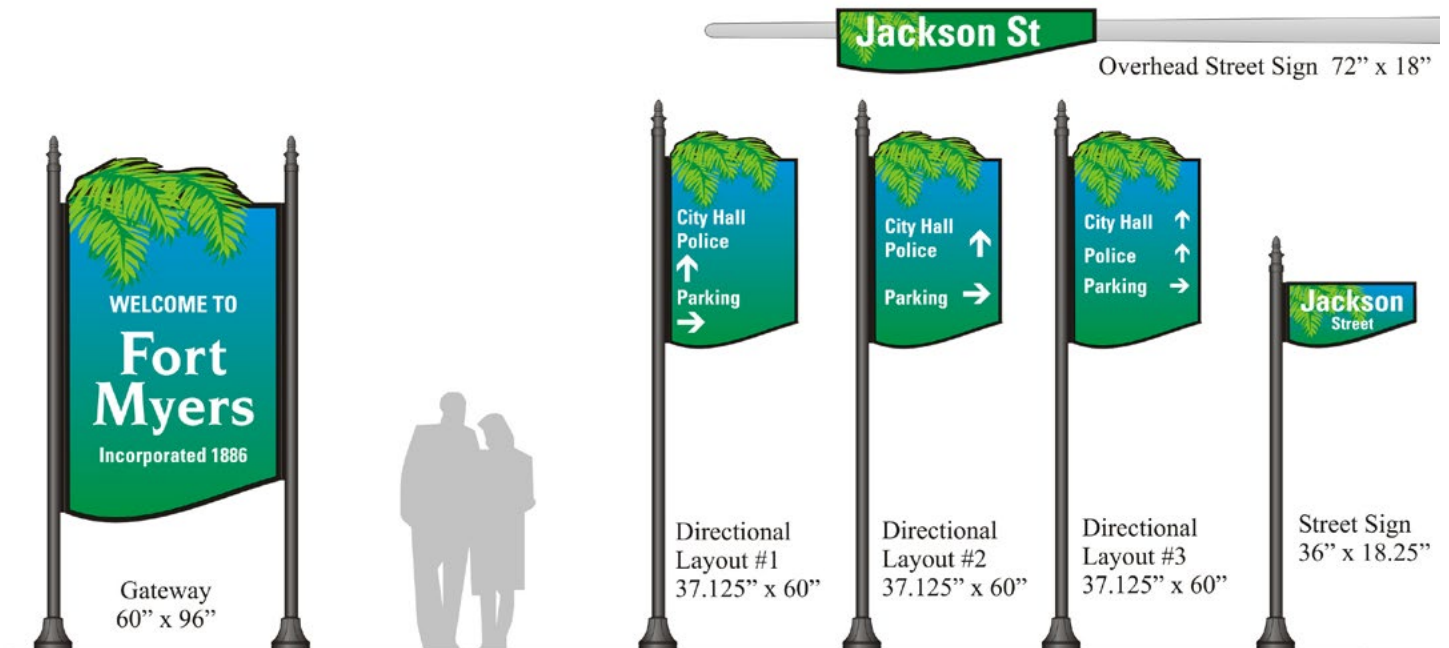 Jackson St
Overhead Street Sign 72” x 18”
WELCOME TO
Fort
Myers
Incorporated 1886
Gateway
60” x 96”
City Hall
Police
↑
Parking
→
Directional
Layout #1
37.125” x 60”
City Hall
Police ↑
Parking →
Directional
Layout #2
37.125” x 60”
City Hall ↑
Police ↑
Parking →
Directional
Layout #3
37.125” x 60”
Jackson
Street
Street Sign
36” x 18.25”